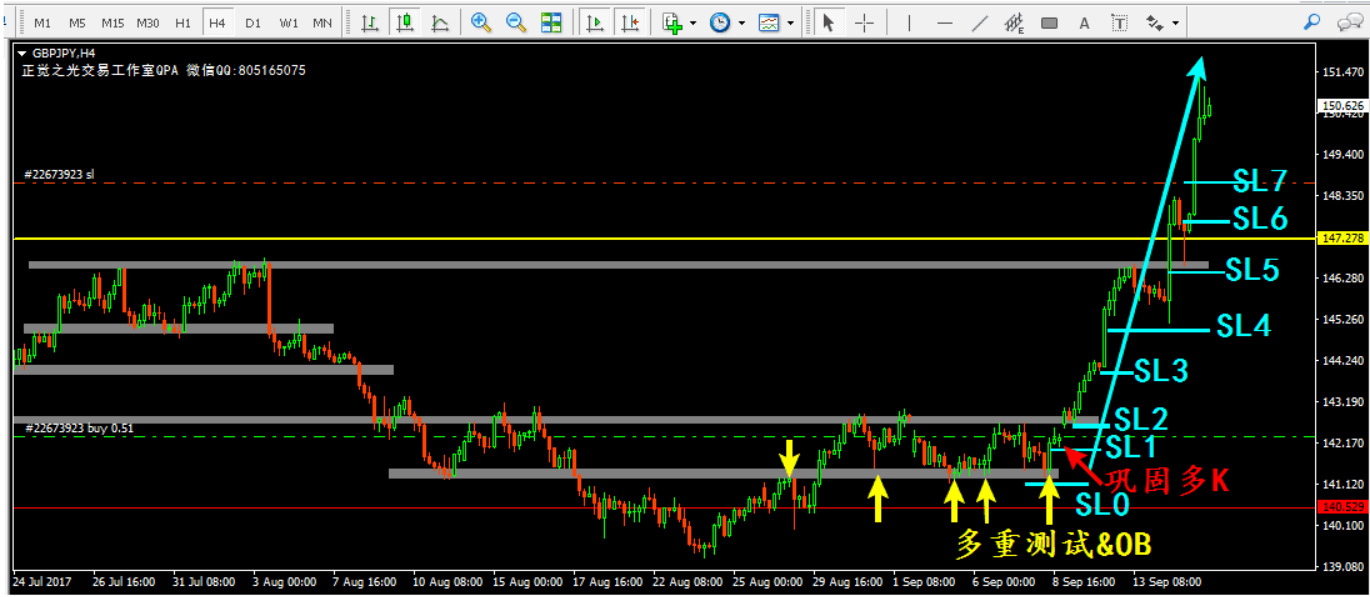 M1 M5 M15 M30 H1 H4 D1 W1 MN E A T
GBPJPY,H4
正觉之光交易工作室QPA 微信QQ:805165075
151.470
150.626
150.420
149.400
#22673923 sl
SL7
148.350
SL6
147.278
SL5
146.280
SL4
145.260
144.240
SL3
143.190
SL2
#22673923 buy 0.51
142.170
SL1
巩固多K
141.120
SL0
140.529
140.100
多重测试&OB
139.080
24 Jul 2017 26 Jul 16:00 31 Jul 08:00 3 Aug 00:00 7 Aug 16:00 10 Aug 08:00 15 Aug 00:00 17 Aug 16:00 22 Aug 08:00 25 Aug 00:00 29 Aug 16:00 1 Sep 08:00 6 Sep 00:00 8 Sep 16:00 13 Sep 08:00